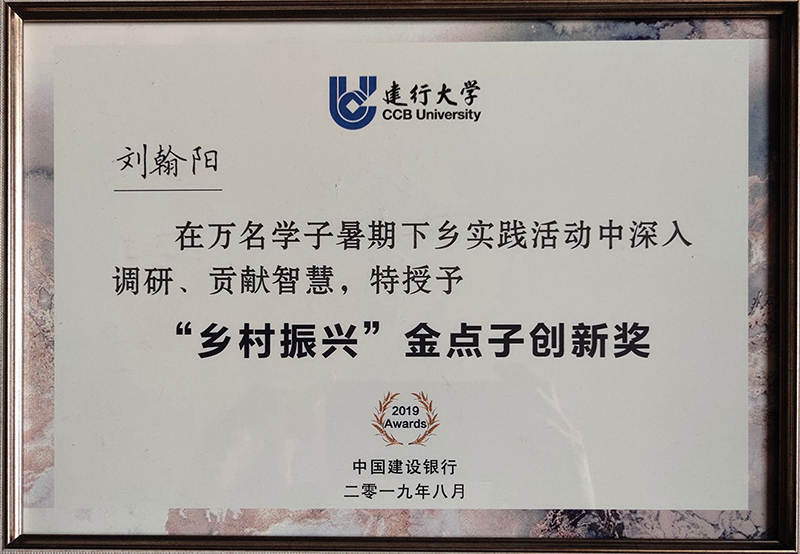 建行大学
CCB University
刘翰阳
在万名学子暑期下乡实践活动中深入
调研、贡献智慧，特授予
“乡村振兴”金点子创新奖
2019
Awards
中国建设银行
二零一九年八月